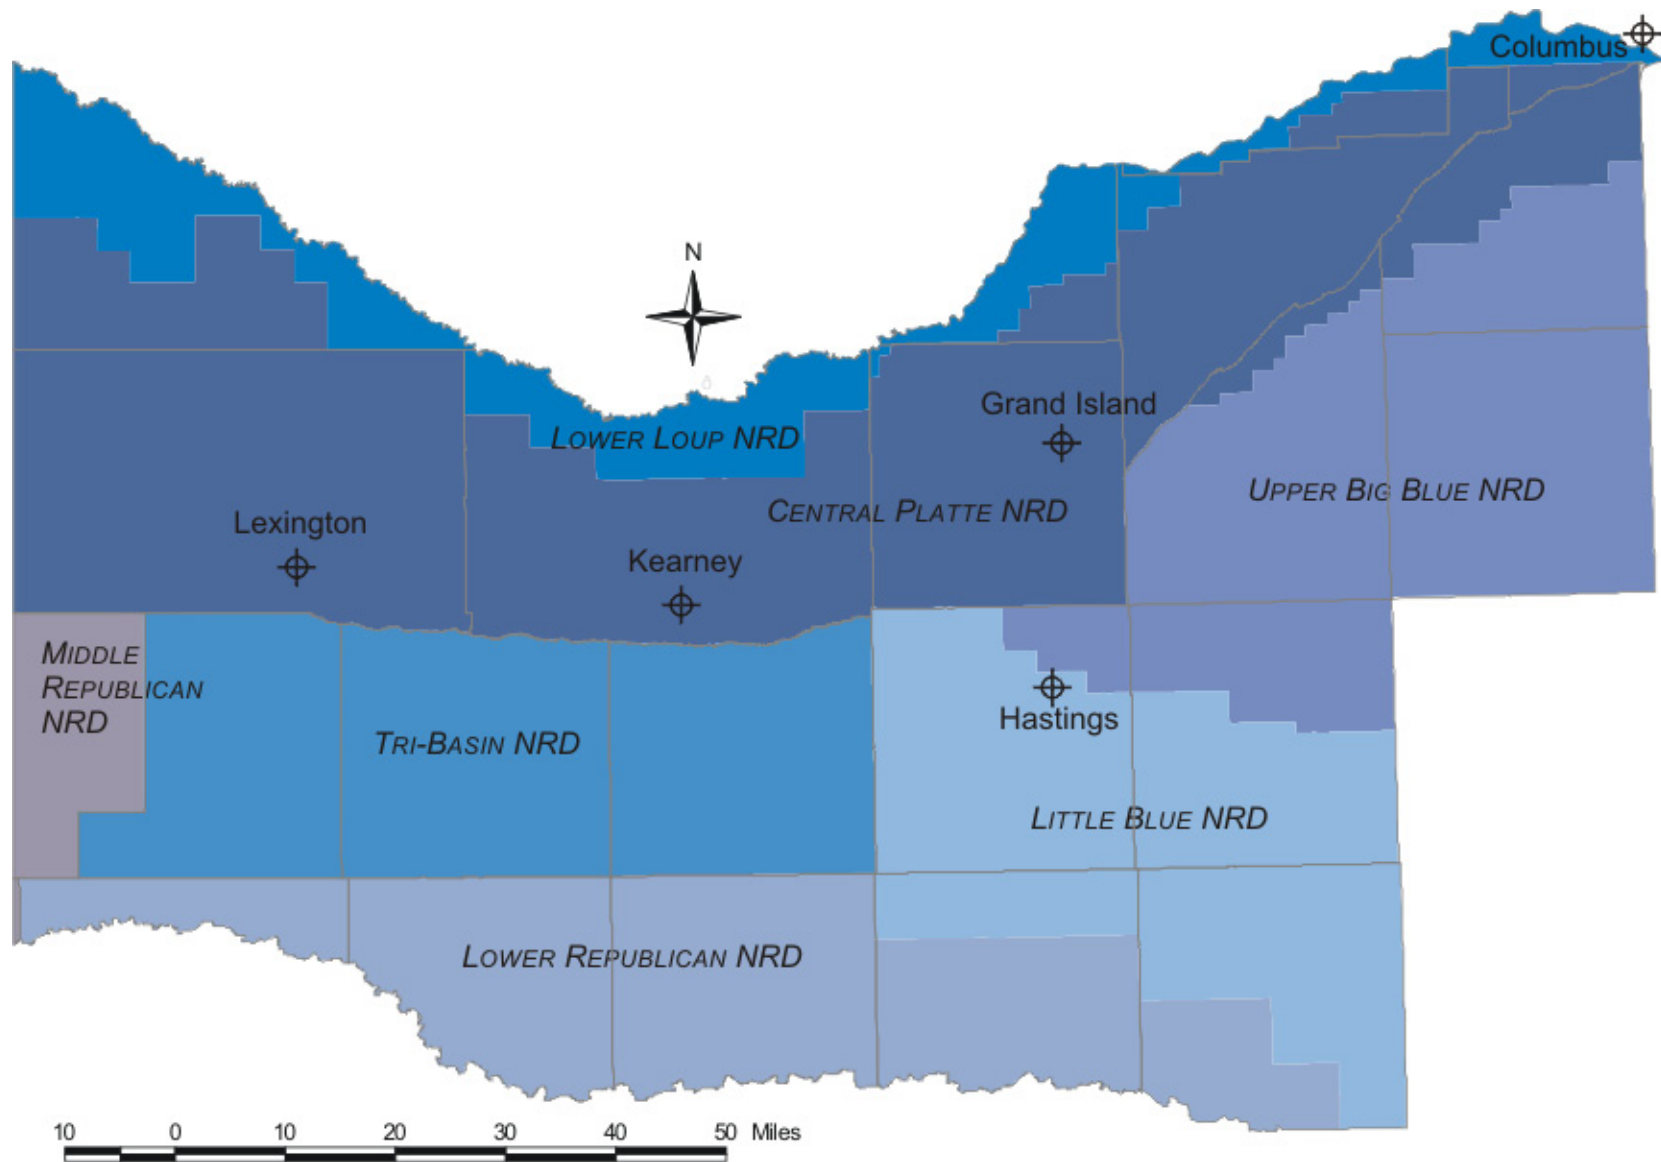 Columbus
N
Grand Island
LOWER LOUP NRD
UPPER BIG BLUE NRD
CENTRAL PLATTE NRD
Lexington
Kearney
MIDDLE
REPUBLICAN
NRD
Hastings
TRI-BASIN NRD
LITTLE BLUE NRD
LOWER REPUBLICAN NRD
10 0 10 20 30 40 50 Miles